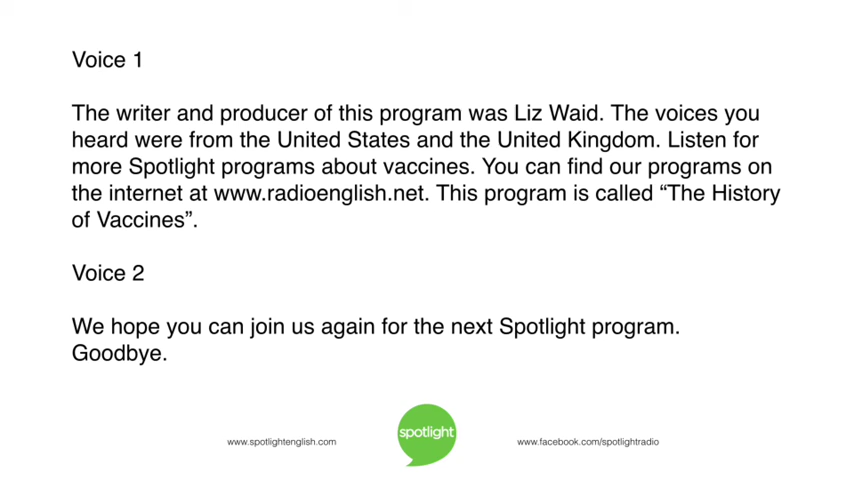 Voice 1
The writer and producer of this program was Liz Waid. The voices you
heard were from the United States and the United Kingdom. Listen for
more Spotlight programs about vaccines. You can find our programs on
the internet at www.radioenglish.net. This program is called “The History
of Vaccines”.
Voice 2
We hope you can join us again for the next Spotlight program.
Goodbye.
www.spotlightenglish.com
spotlight
www.facebook.com/spotlightradio